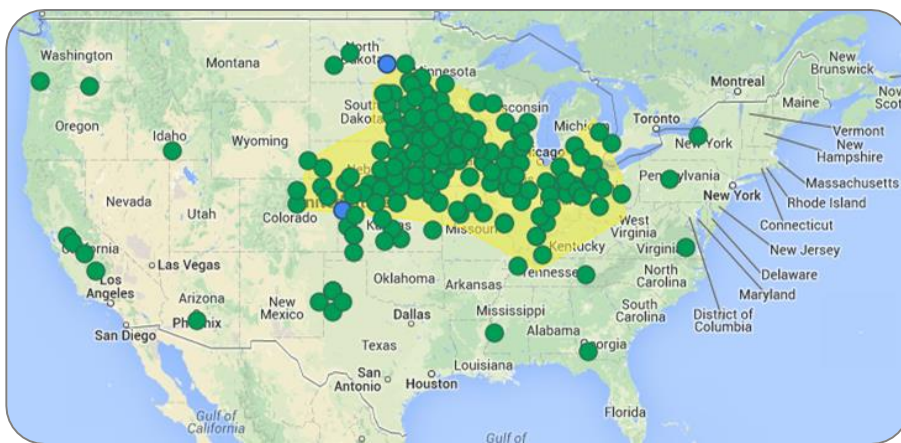 Washington
Montana
North
Dakota
Minnesota
Montreal
New
Brunswick
Maine
Nova
Scot
Oregon
Idaho
Wyoming
South
Dakota
Wisconsin
Michigan
Toronto
New York
Vermont
New
Hampshire
Massachusetts
Rhode Island
Connecticut
New Jersey
Delaware
Maryland
District of
Columbia
Nevada
Utah
Colorado
Kansas
Missouri
Chicago
Pennsylvania
New York
West
Virginia
Virginia
Kentucky
California
Las Vegas
Los
Angeles
San Diego
Arizona
Phoenix
New
Mexico
Oklahoma
Arkansas
Tennessee
North
Carolina
South
Carolina
Dallas
Texas
Mississippi
Alabama
Georgia
Louisiana
San
Antonio
Houston
Florida
Gulf of
California
Gulf of